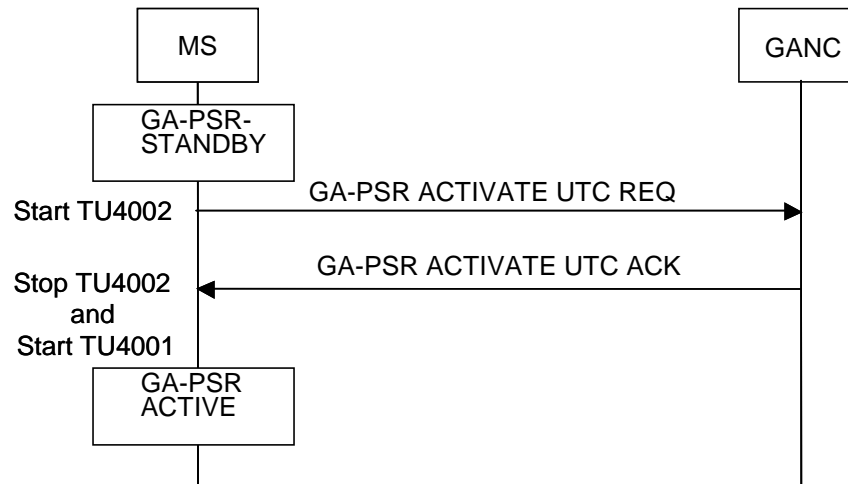 MS
GANC
GA-PSR-
STANDBY
Start TU4002
GA-PSR ACTIVATE UTC REQ
GA-PSR ACTIVATE UTC ACK
Stop TU4002
and
Start TU4001
GA-PSR
ACTIVE